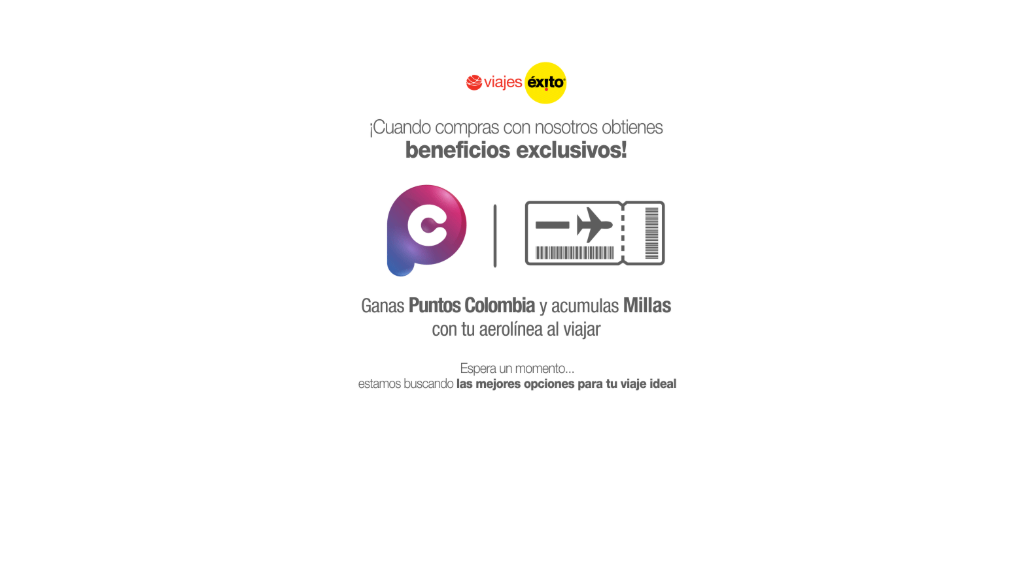 viajes éxito
¡Cuando compras con nosotros obtienes
beneficios exclusivos!
Ganas Puntos Colombia y acumulas Millas
con tu aerolínea al viajar
Espera un momento...
estamos buscando las mejores opciones para tu viaje ideal